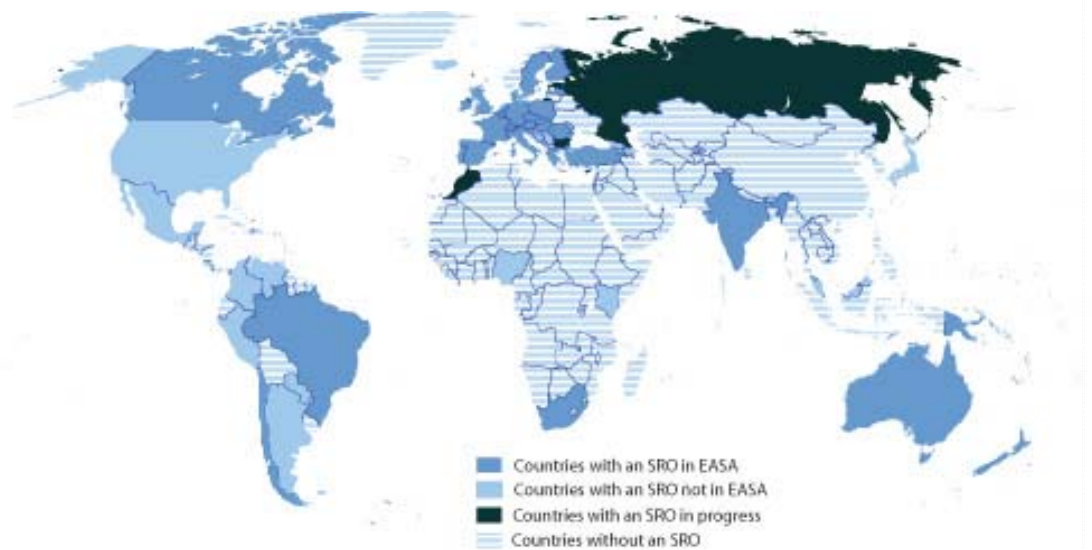 Countries with an SRO in EASA
Countries with an SRO not in EASA
Countries with an SRO in progress
Countries without an SRO